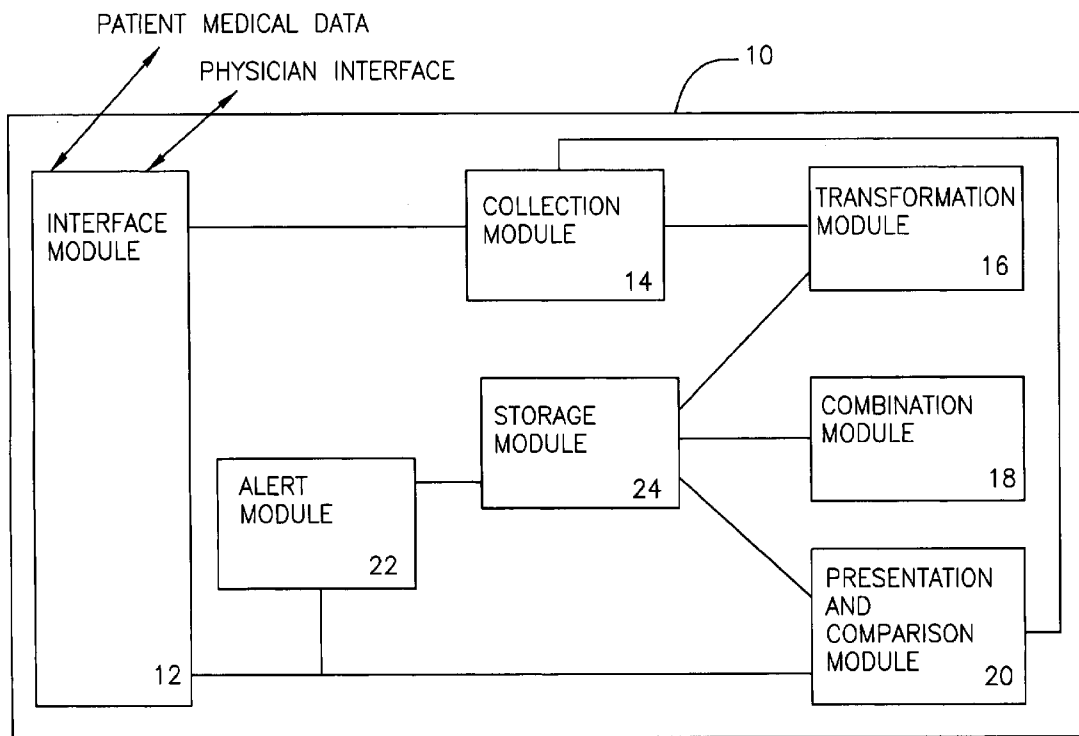 PATIENT MEDICAL DATA
PHYSICIAN INTERFACE
10
INTERFACE
MODULE
12
COLLECTION
MODULE
14
TRANSFORMATION
MODULE
16
STORAGE
MODULE
24
COMBINATION
MODULE
18
ALERT
MODULE
22
PRESENTATION
AND
COMPARISON
MODULE
20